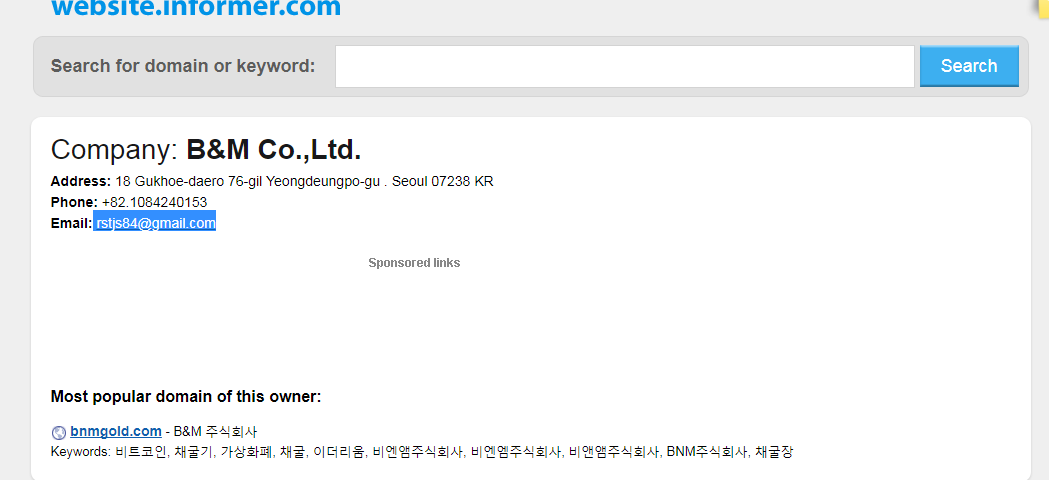 website.informer.com
Search for domain or keyword:
Search
Company: B&M Co.,Ltd.
Address: 18 Gukhoe-daero 76-gil Yeongdeungpo-gu . Seoul 07238 KR
Phone: +82.1084240153
Email: rstjs84@gmail.com
Sponsored links
Most popular domain of this owner:
bnmgold.com - B&M 주식회사
Keywords: 비트코인, 채굴기, 가상화폐, 채굴, 이더리움, 비엔앰주식회사, 비엔엠주식회사, 비앤앰주식회사, BNM주식회사, 채굴장